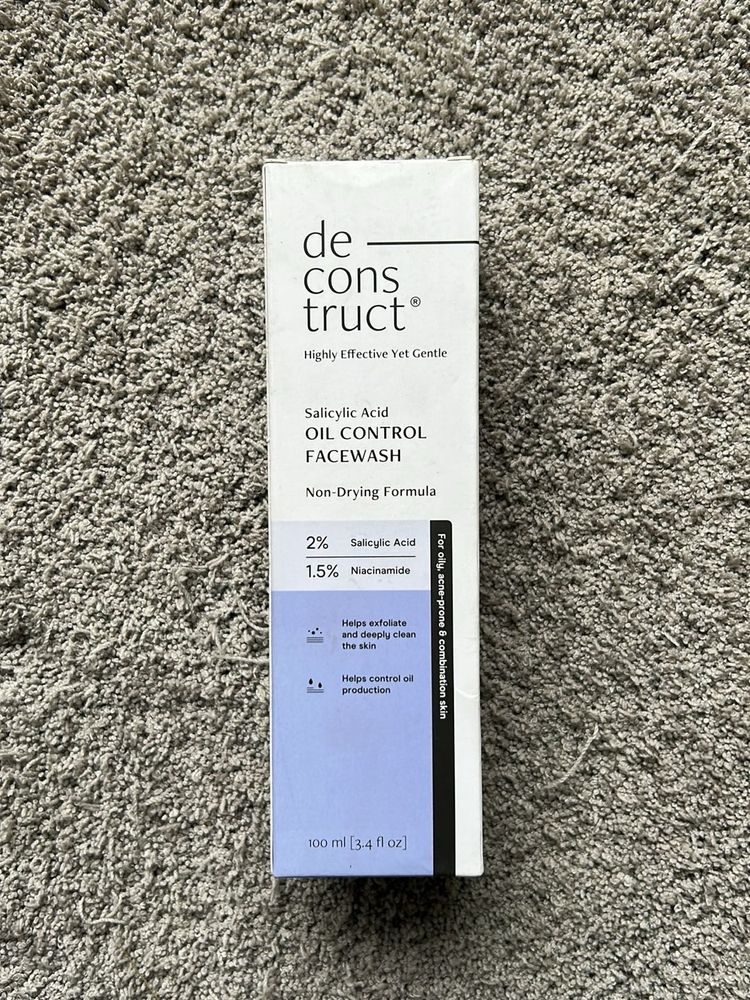 de
cons
truct®
Highly Effective Yet Gentle
Salicylic Acid
OIL CONTROL
FACEWASH
Non-Drying Formula
2% Salicylic Acid
1.5% Niacinamide
For oily, acne-prone & combination skin
Helps exfoliate
and deeply clean
the skin
Helps control oil
production
100 ml [3.4 fl oz]